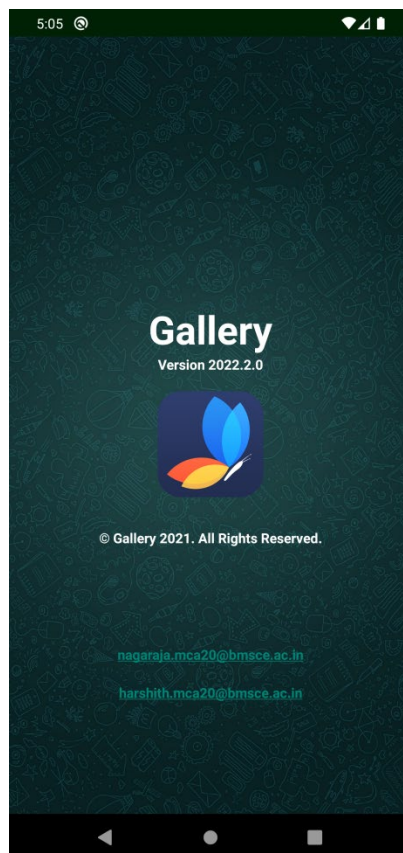 5:05
Gallery
Version 2022.2.0
© Gallery 2021. All Rights Reserved.
nagaraja.mca20@bmsce.ac.in
harshith.mca20@bmsce.ac.in